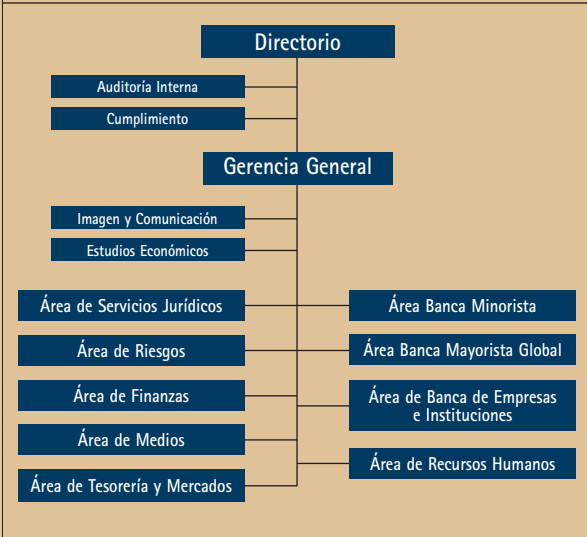 Directorio
Auditoría Interna
Cumplimiento
Gerencia General
Imagen y Comunicación
Estudios Económicos
Área de Servicios Jurídicos
Área Banca Minorista
Área de Riesgos
Área Banca Mayorista Global
Área de Finanzas
Área de Banca de Empresas
e Instituciones
Área de Medios
Área de Recursos Humanos
Área de Tesorería y Mercados